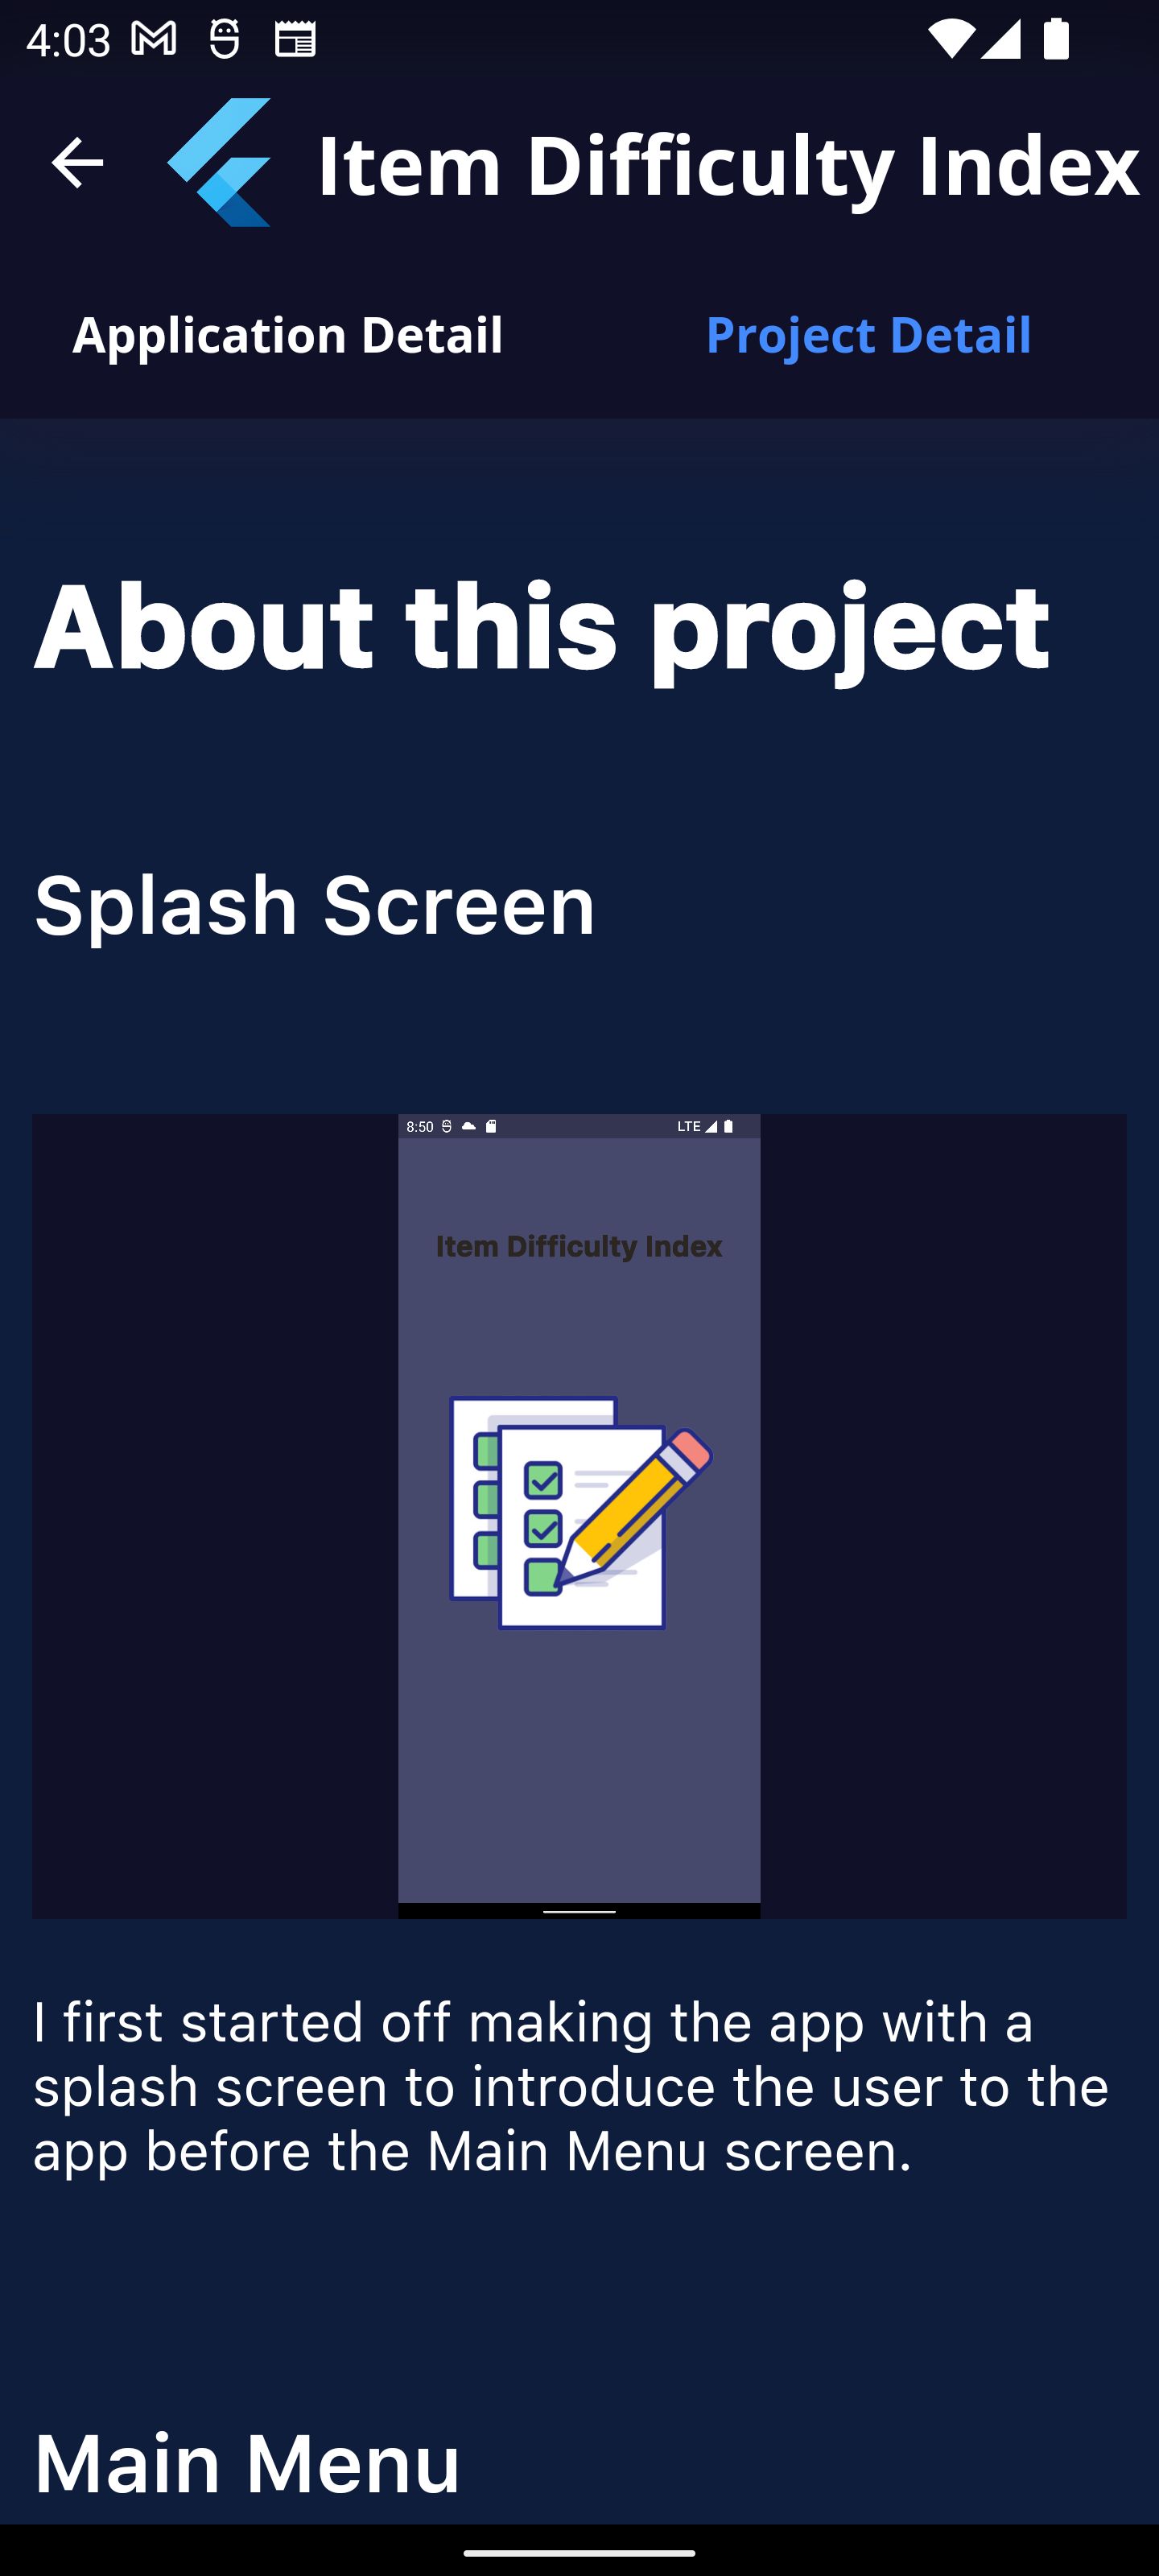 4:03
Item Difficulty Index
Application Detail
Project Detail
About this project
Splash Screen
8:50
LTE
Item Difficulty Index
I first started off making the app with a
splash screen to introduce the user to the
app before the Main Menu screen.
Main Menu